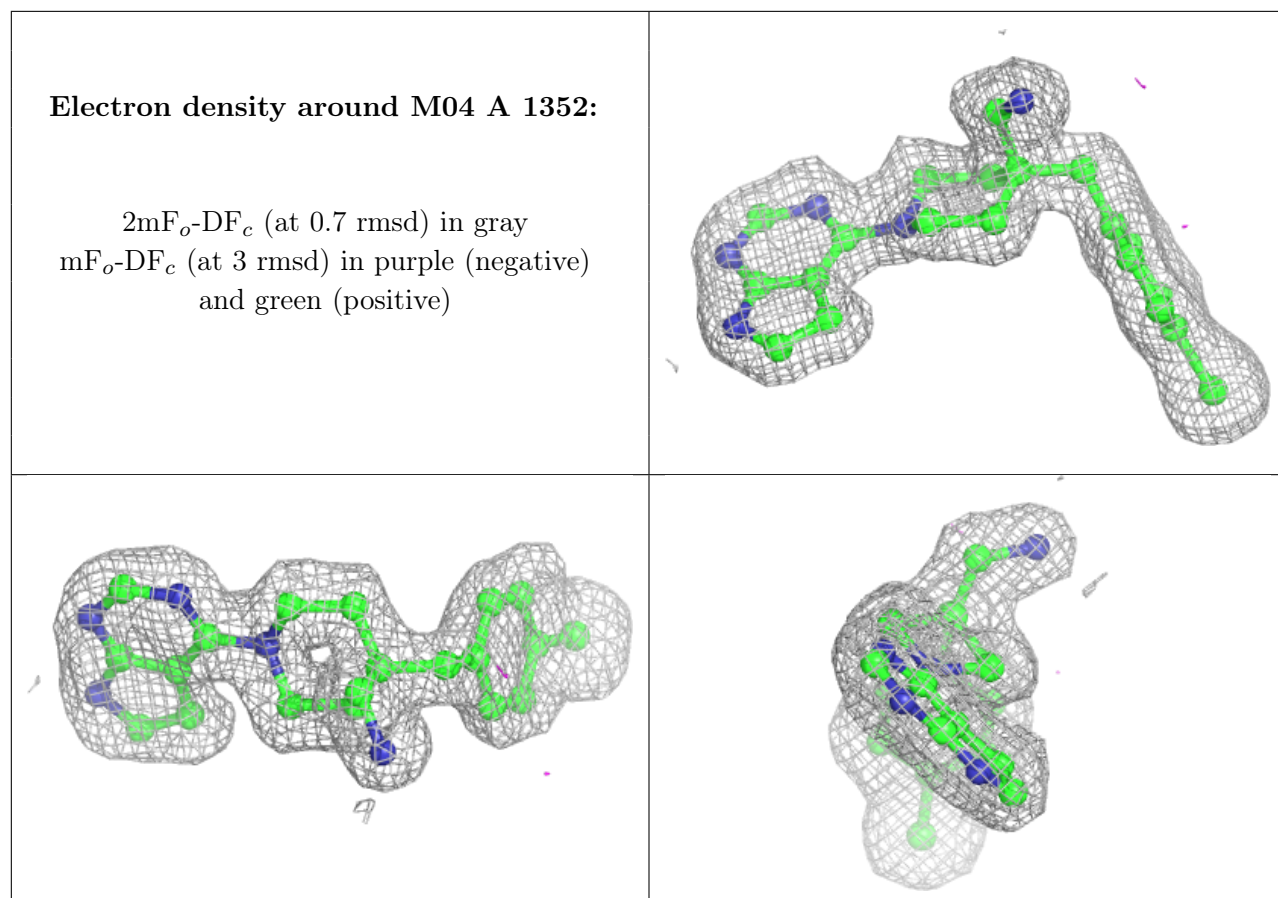 Electron density around M04 A 1352:
2mFo-DFc (at 0.7 rmsd) in gray
mFo-DFc (at 3 rmsd) in purple (negative)
and green (positive)